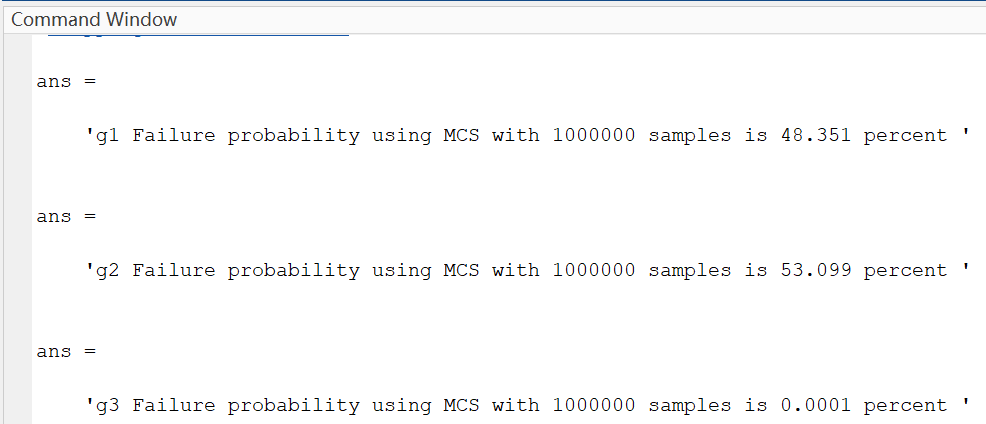 Command Window
ans =
'g1 Failure probability using MCS with 1000000 samples is 48.351 percent '
ans =
'g2 Failure probability using MCS with 1000000 samples is 53.099 percent '
ans =
'g3 Failure probability using MCS with 1000000 samples is 0.0001 percent '